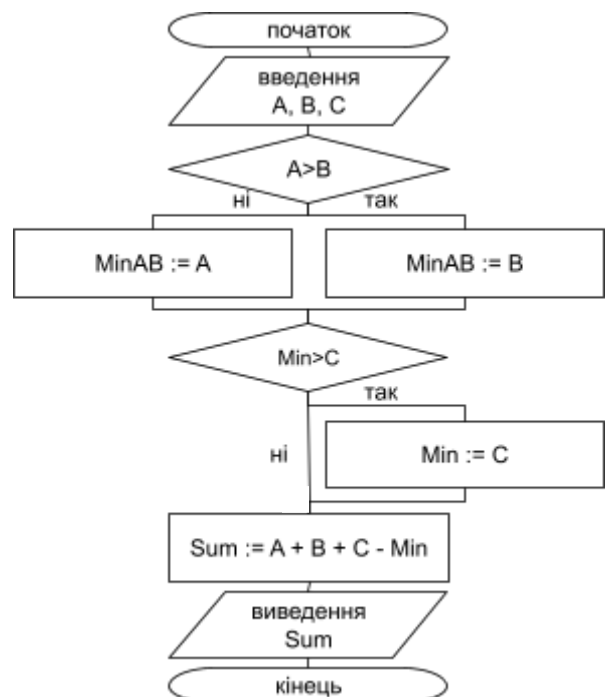 початок
введення
A, B, C
A>B
ні
так
MinAB := A
MinAB := B
Min>C
так
ні
Min := C
Sum := A + B + C - Min
виведення
Sum
кінець